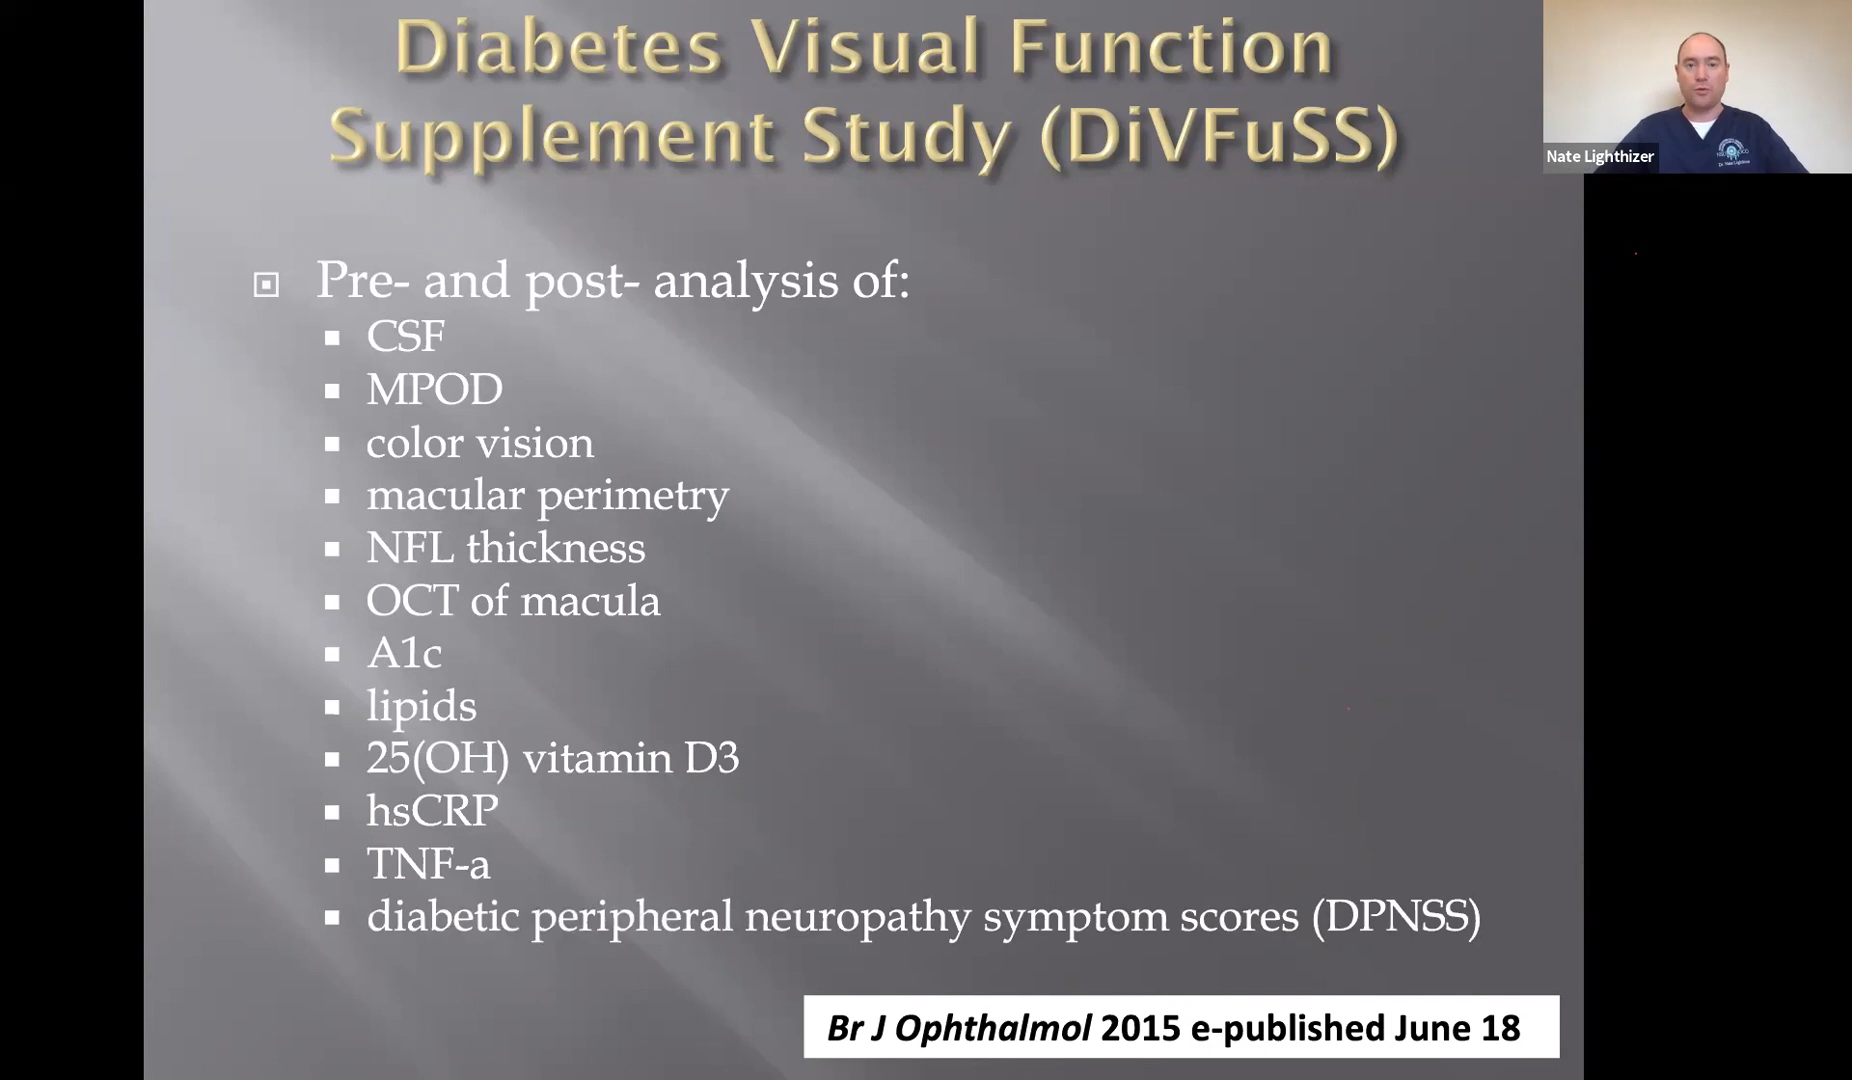 Diabetes Visual Function
Supplement Study (DiVFuSS)
Nate Lighthizer
Pre- and post- analysis of:
CSF
MPOD
color vision
macular perimetry
NFL thickness
OCT of macula
A1c
lipids
25(OH) vitamin D3
hsCRP
TNF-a
diabetic peripheral neuropathy symptom scores (DPNSS)
Br J Ophthalmol 2015 e-published June 18